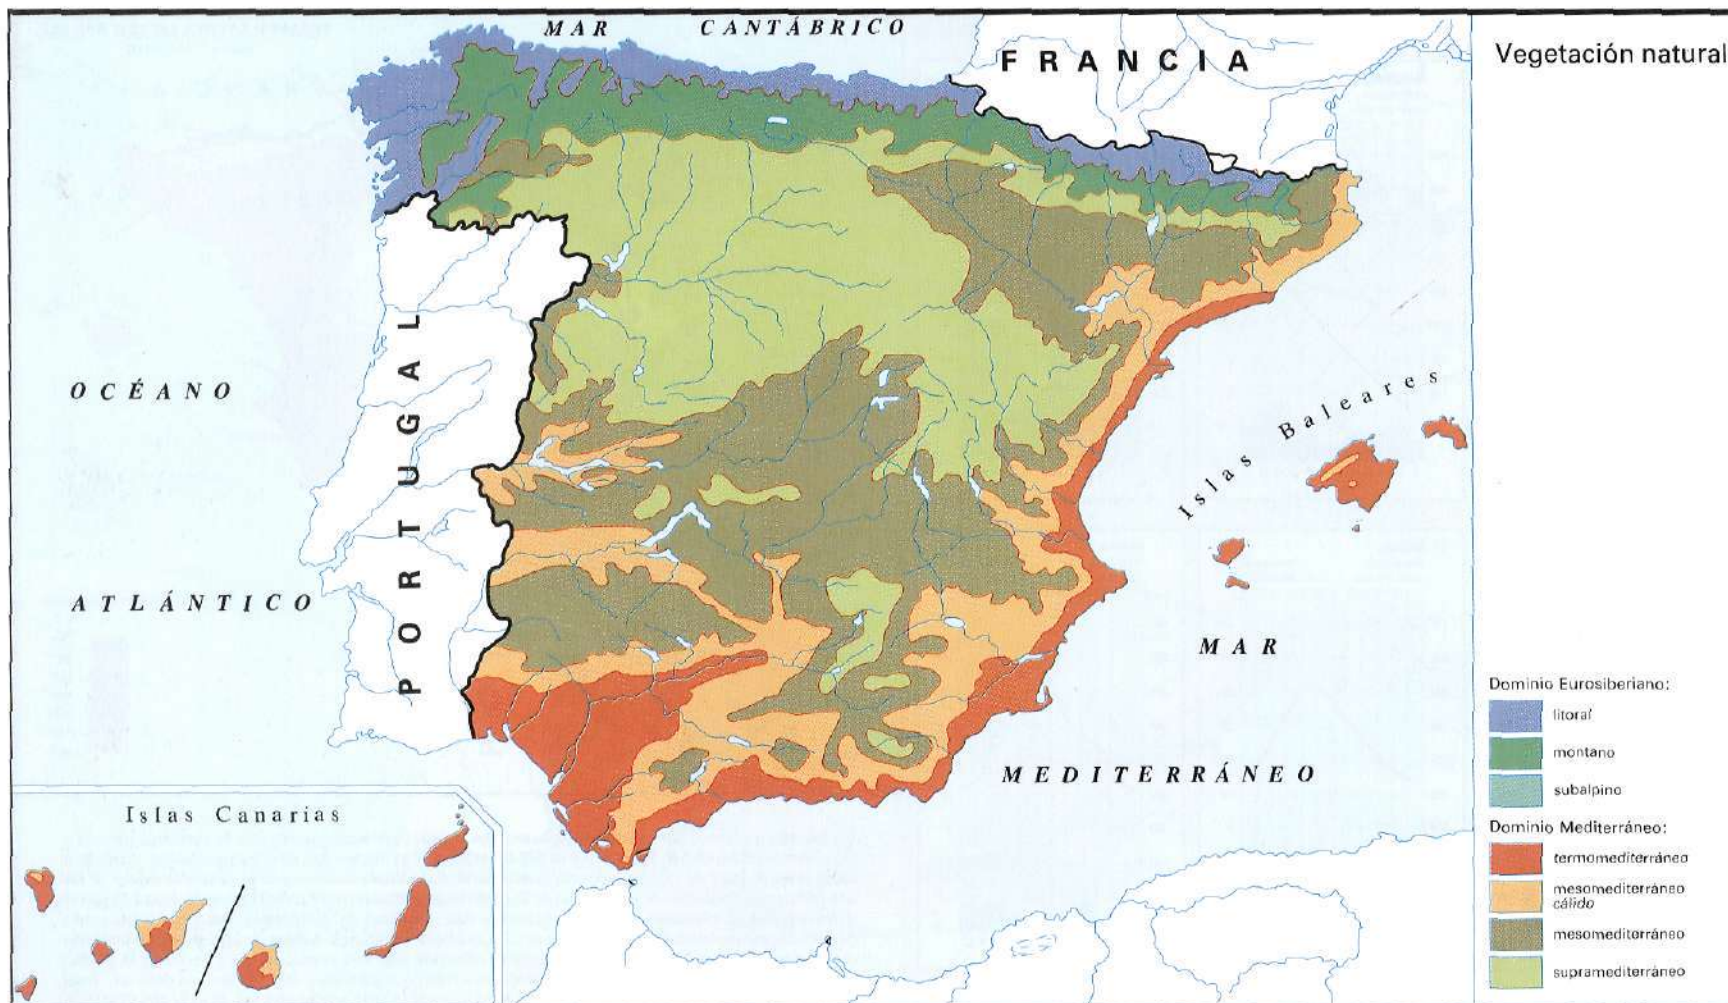 MAR CANTÁBRICO
FRANCIA
Vegetación natural
PORTUGAL
OCÉANO
ATLÁNTICO
Islas Baleares
MAR
MEDITERRÁNEO
Islas Canarias
Dominio Eurosiberiano:
litoral
montano
subalpino
Dominio Mediterráneo:
termomediterráneo
mesomediterráneo
cálido
mesomediterráneo
supramediterráneo